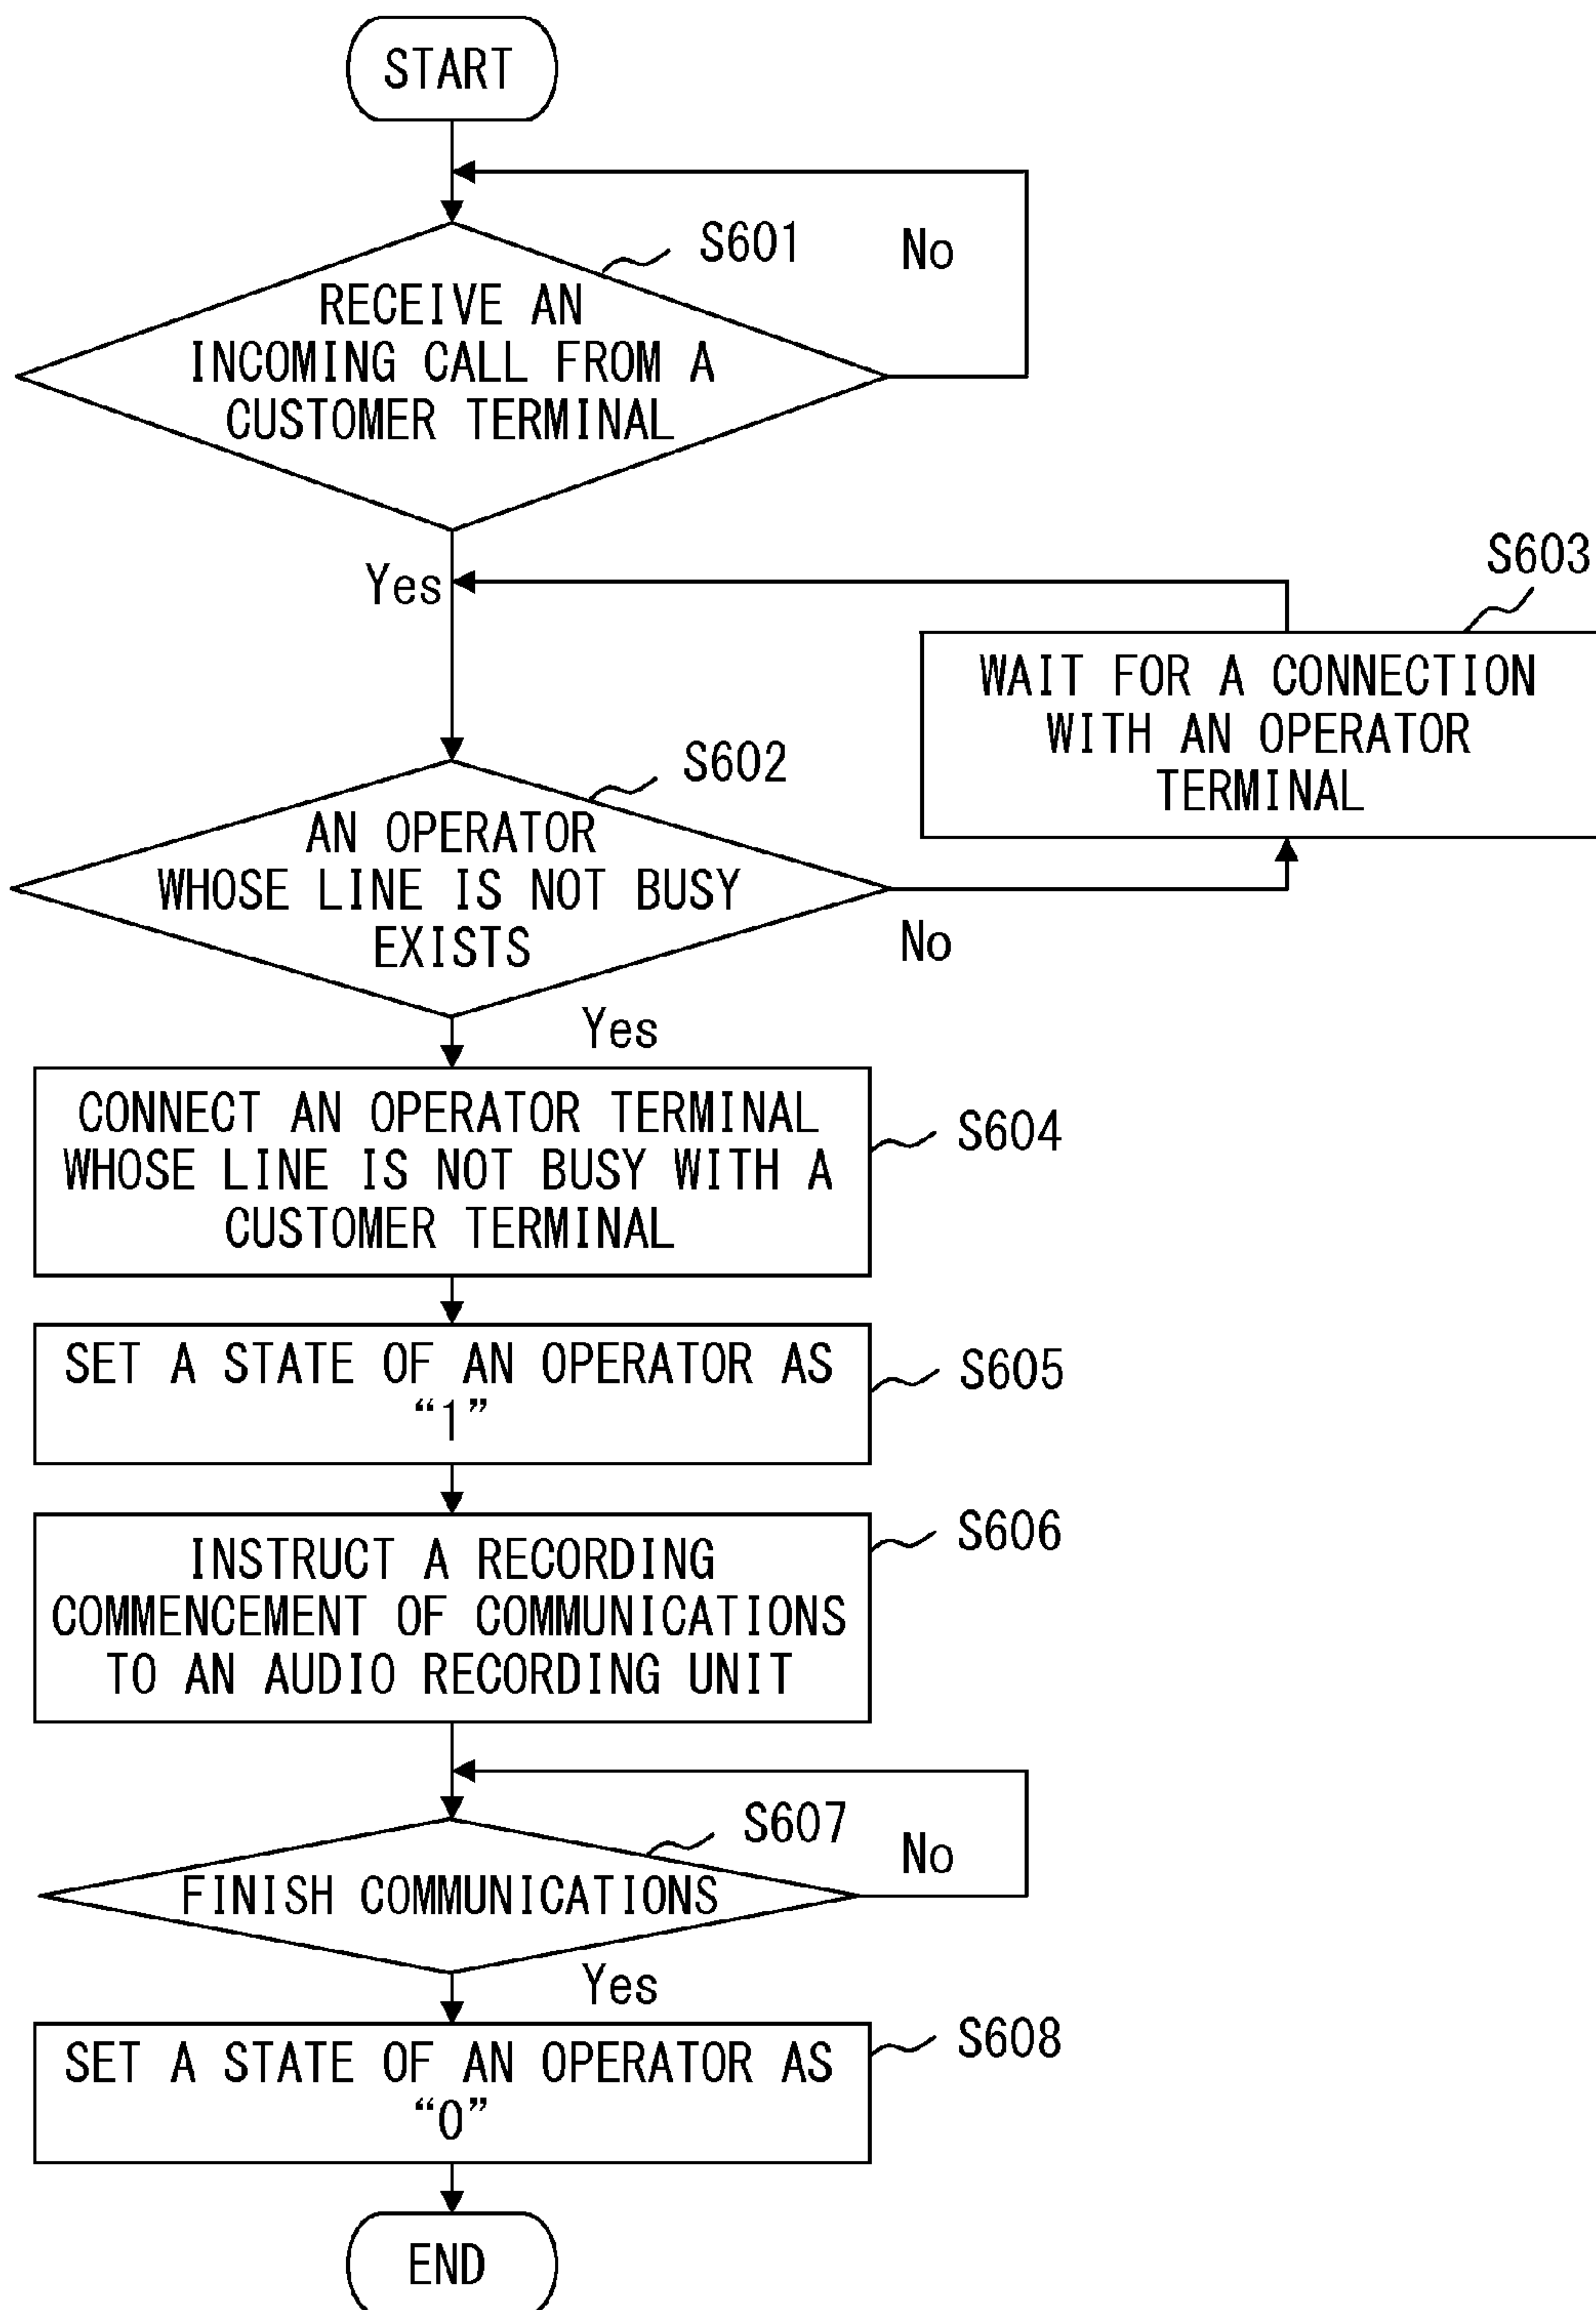 START
S601
No
RECEIVE AN
INCOMING CALL FROM A
CUSTOMER TERMINAL
Yes
S603
WAIT FOR A CONNECTION
WITH AN OPERATOR
TERMINAL
S602
AN OPERATOR
WHOSE LINE IS NOT BUSY
EXISTS
No
Yes
CONNECT AN OPERATOR TERMINAL
WHOSE LINE IS NOT BUSY WITH A
CUSTOMER TERMINAL
S604
SET A STATE OF AN OPERATOR AS
“1”
S605
INSTRUCT A RECORDING
COMMENCEMENT OF COMMUNICATIONS
TO AN AUDIO RECORDING UNIT
S606
S607
No
FINISH COMMUNICATIONS
Yes
SET A STATE OF AN OPERATOR AS
“0”
S608
END